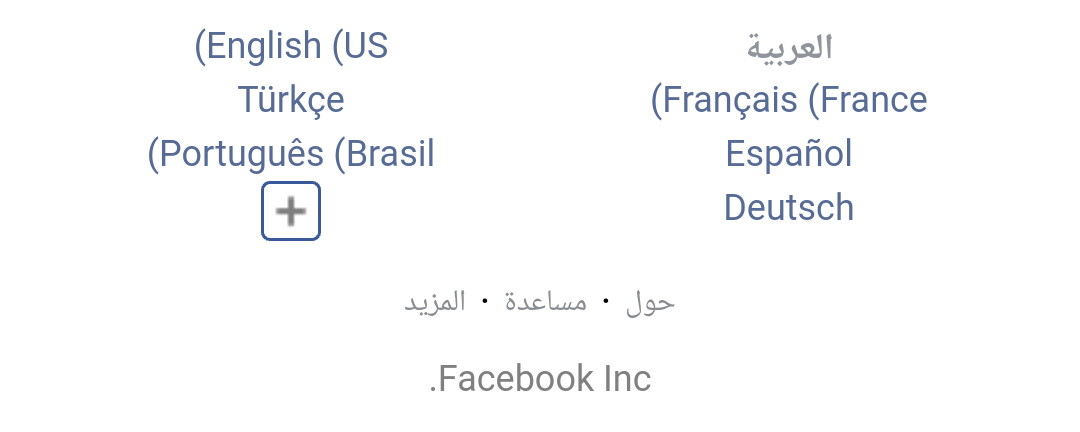 العربية
English (US)
Français (France)
Türkçe
Español
Português (Brasil)
Deutsch
+
حول · مساعدة · المزيد
Facebook Inc.